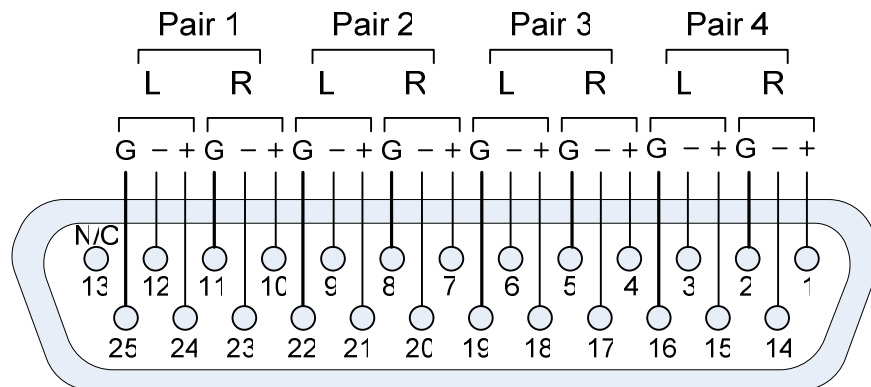 Pair 1 Pair 2 Pair 3 Pair 4
L R L R L R L R
G − + G − + G − + G − + G − + G − + G − + G − +
N/C
13 12 11 10 9 8 7 6 5 4 3 2 1
25 24 23 22 21 20 19 18 17 16 15 14